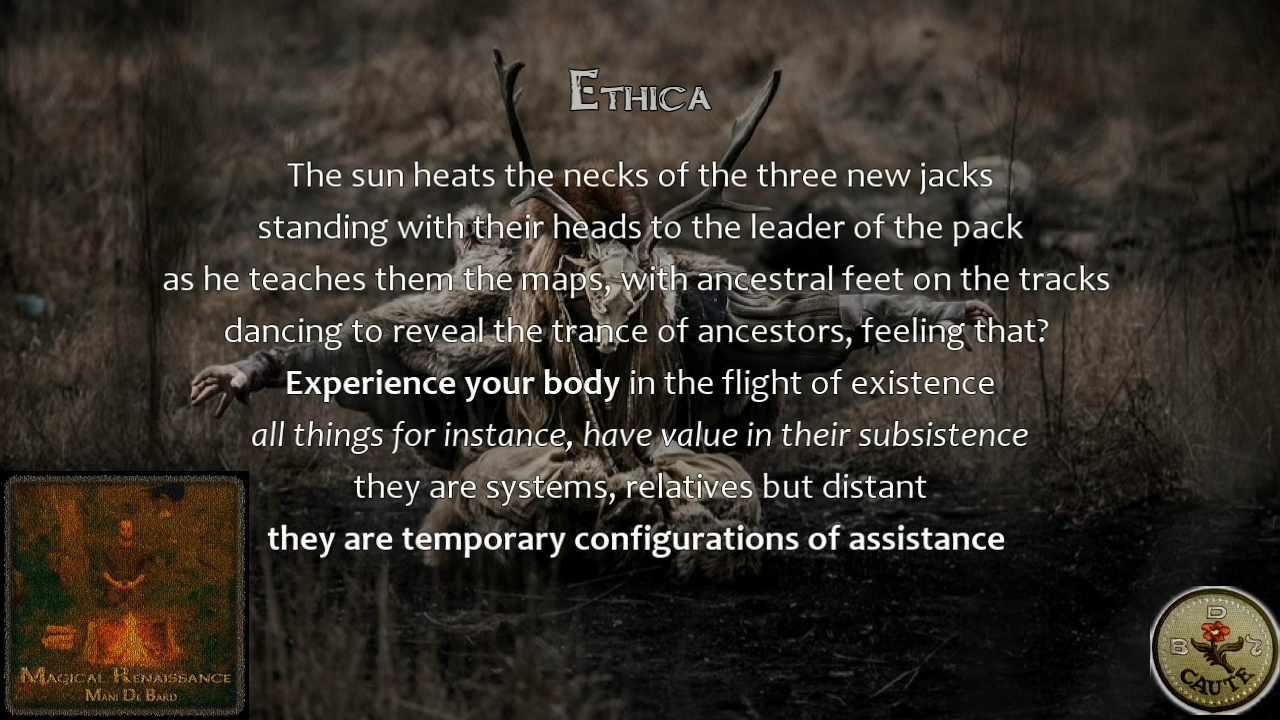 Ethica
The sun heats the necks of the three new jacks
standing with their heads to the leader of the pack
as he teaches them the maps, with ancestral feet on the tracks
dancing to reveal the trance of ancestors, feeling that?
Experience your body in the flight of existence
all things for instance, have value in their subsistence
they are systems, relatives but distant
they are temporary configurations of assistance
Magical Renaissance
Mani De Bard
D
B
CAUTE